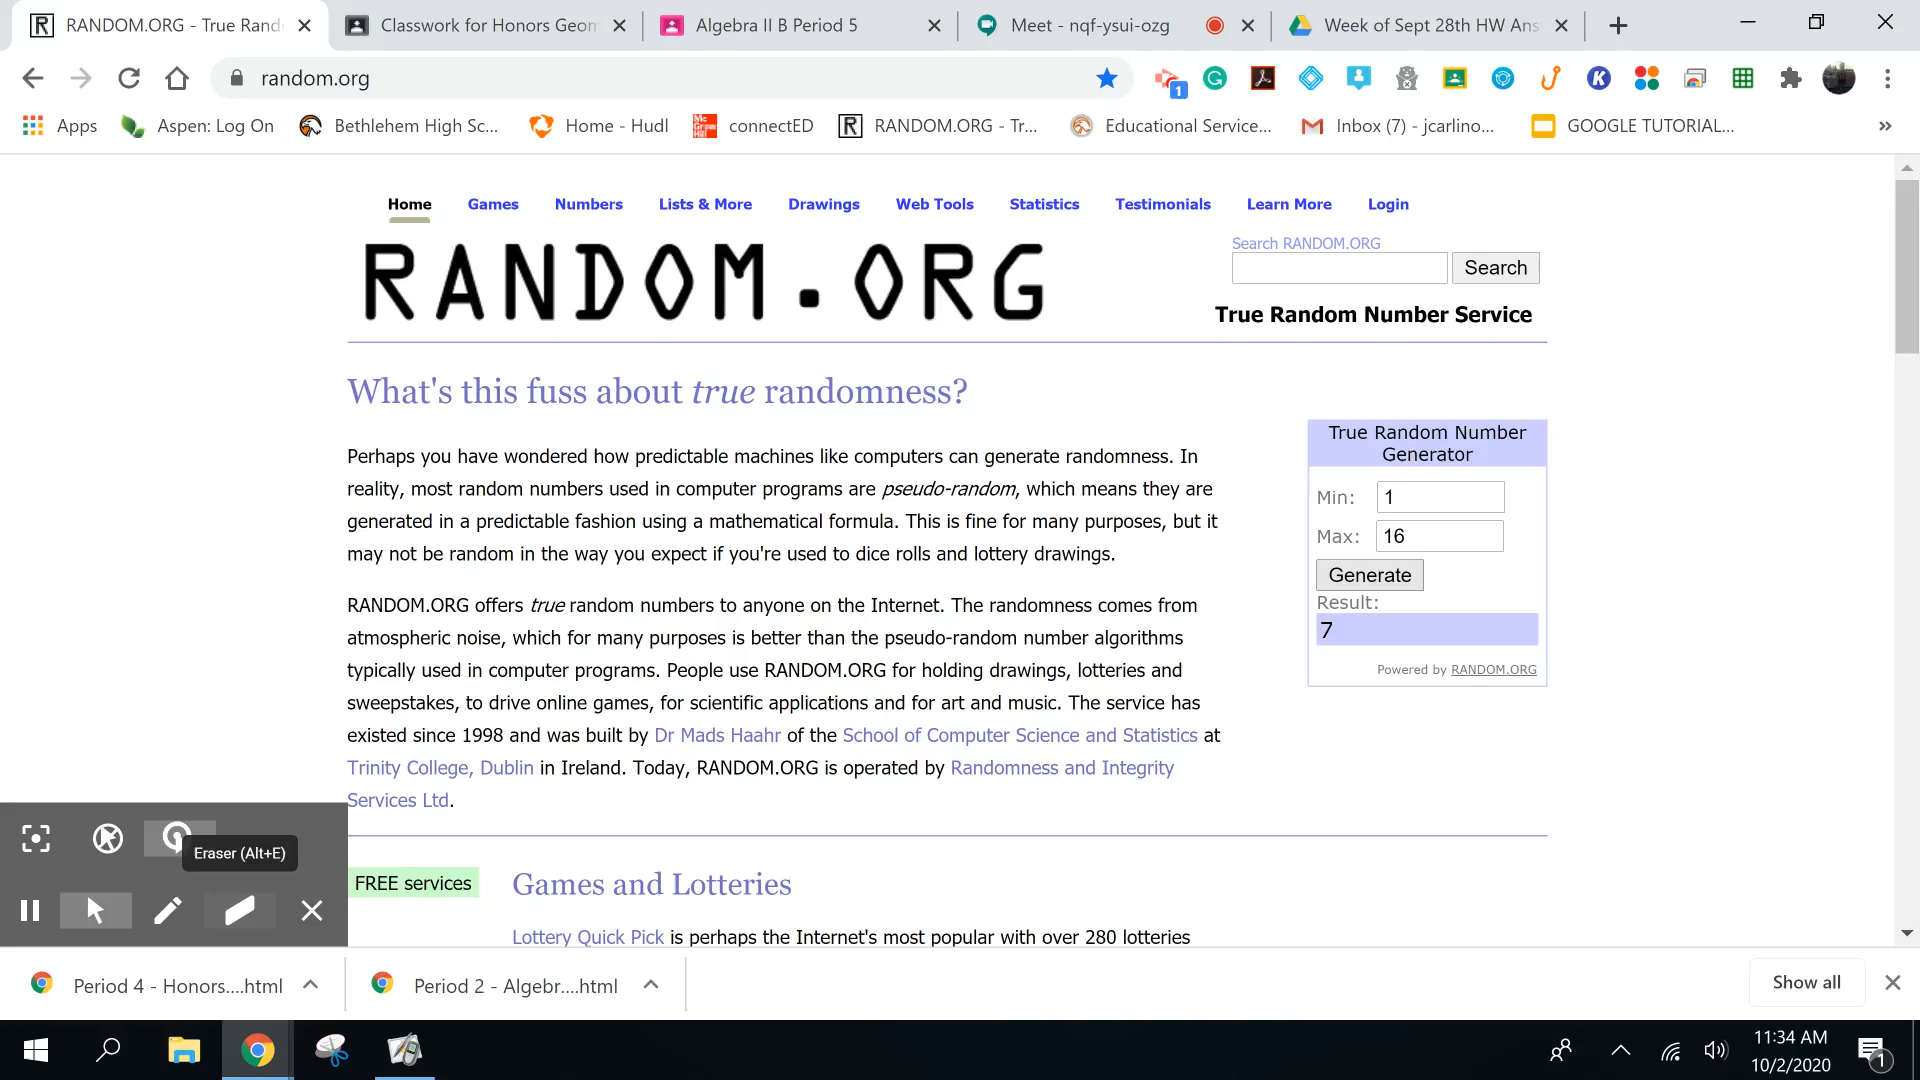 RANDOM.ORG - True Rand
Classwork for Honors Geom
Algebra II B Period 5
Meet - nqf-ysui-ozg
Week of Sept 28th HW Ans
random.org
1
Apps
Aspen: Log On
Bethlehem High Sc...
Home - Hudl
connectED
RANDOM.ORG - Tr...
Educational Service...
Inbox (7) - jcarlino...
GOOGLE TUTORIAL...
Home
Games
Numbers
Lists & More
Drawings
Web Tools
Statistics
Testimonials
Learn More
Login
RANDOM.ORG
Search RANDOM.ORG
Search
True Random Number Service
What's this fuss about true randomness?
Perhaps you have wondered how predictable machines like computers can generate randomness. In
reality, most random numbers used in computer programs are pseudo-random, which means they are
generated in a predictable fashion using a mathematical formula. This is fine for many purposes, but it
may not be random in the way you expect if you're used to dice rolls and lottery drawings.
RANDOM.ORG offers true random numbers to anyone on the Internet. The randomness comes from
atmospheric noise, which for many purposes is better than the pseudo-random number algorithms
typically used in computer programs. People use RANDOM.ORG for holding drawings, lotteries and
sweepstakes, to drive online games, for scientific applications and for art and music. The service has
existed since 1998 and was built by Dr Mads Haahr of the School of Computer Science and Statistics at
Trinity College, Dublin in Ireland. Today, RANDOM.ORG is operated by Randomness and Integrity
Services Ltd.
True Random Number
Generator
Min: 1
Max: 16
Generate
Result:
7
Powered by RANDOM.ORG
Eraser (Alt+E)
FREE services
Games and Lotteries
Lottery Quick Pick is perhaps the Internet's most popular with over 280 lotteries
Period 4 - Honors....html
Period 2 - Algebr....html
Show all
11:34 AM
10/2/2020
1